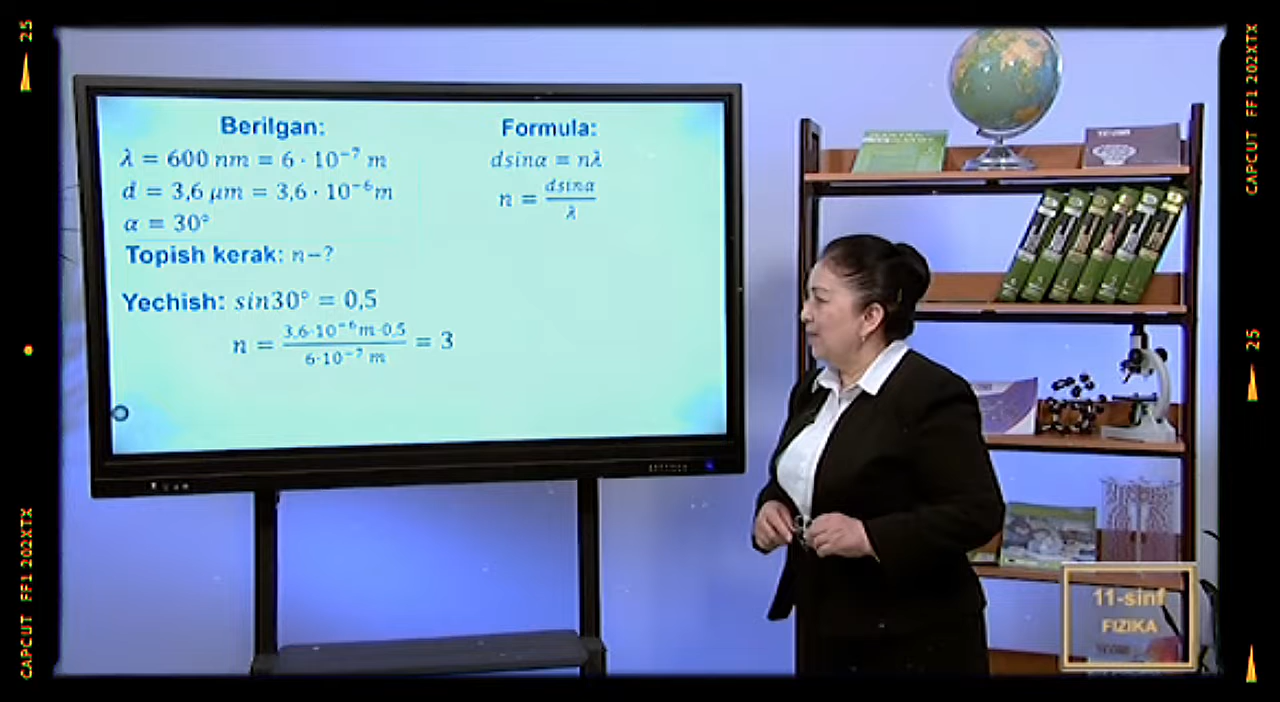 Berilgan:
λ = 600 nm = 6 · 10⁻⁷ m
d = 3,6 μm = 3,6 · 10⁻⁶m
α = 30°
Topish kerak: n−?
Yechish: sin30° = 0,5
n = 3,6·10⁻⁶m·0,5 / 6·10⁻⁷ m = 3
Formula:
dsinα = nλ
n = dsinα / λ
11-sinf
FIZIKA
25
CAPCUT FF1 202XTX
CAPCUT FF1 202XTX
25